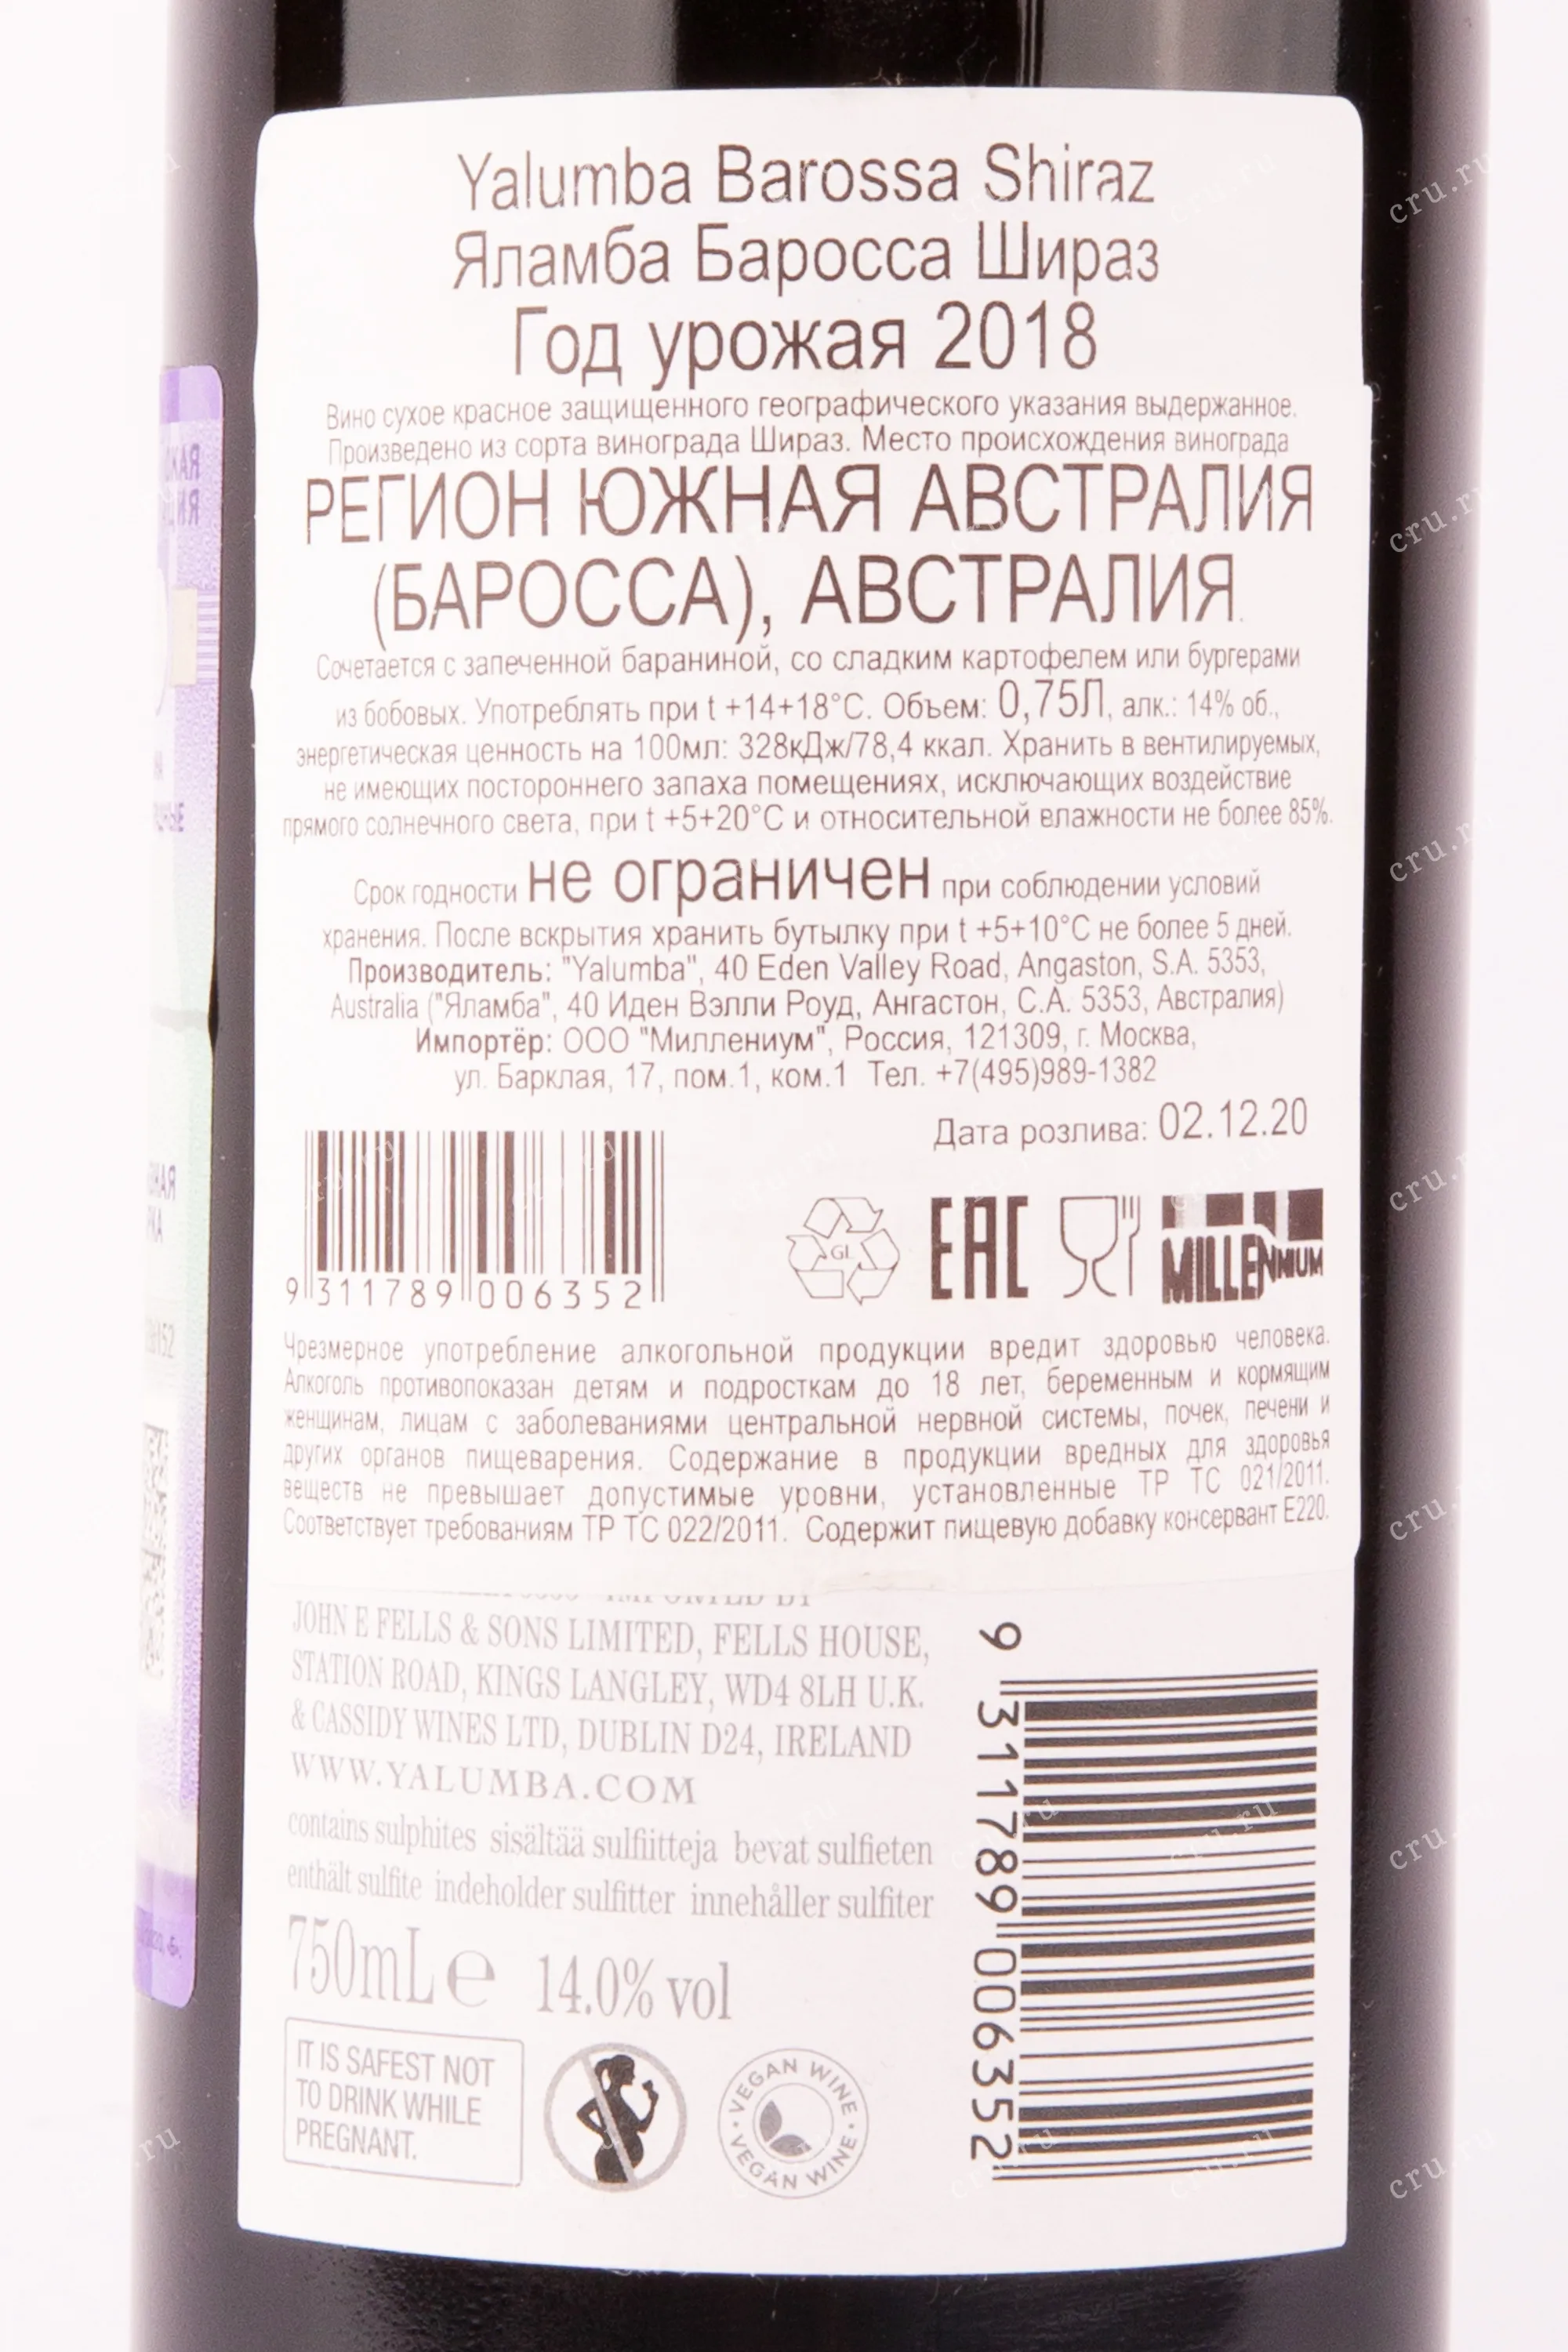 Yalumba Barossa Shiraz
Яламба Баросса Шираз
Год урожая 2018
Вино сухое красное защищенного географического указания выдержанное.
Произведено из сорта винограда Шираз. Место происхождения винограда
РЕГИОН ЮЖНАЯ АВСТРАЛИЯ
(БАРОССА), АВСТРАЛИЯ.
Сочетается с запеченной бараниной, со сладким картофелем или бургерами
из бобовых. Употреблять при t +14+18°С. Объем: 0,75Л, алк.: 14% об.,
энергетическая ценность на 100мл: 328кДж/78,4 ккал. Хранить в вентилируемых,
не имеющих постороннего запаха помещениях, исключающих воздействие
прямого солнечного света, при t +5+20°С и относительной влажности не более 85%.
Срок годности не ограничен при соблюдении условий
хранения. После вскрытия хранить бутылку при t +5+10°С не более 5 дней.
Производитель: "Yalumba", 40 Eden Valley Road, Angaston, S.A. 5353,
Australia ("Яламба", 40 Иден Вэлли Роуд, Ангастон, С.А. 5353, Австралия)
Импортёр: ООО "Миллениум", Россия, 121309, г. Москва,
ул. Барклая, 17, пом.1, ком.1 Тел. +7(495)989-1382
Дата розлива: 02.12.20
9 311789 006352
GL
EAC
MILLENNIUM
Чрезмерное употребление алкогольной продукции вредит здоровью человека.
Алкоголь противопоказан детям и подросткам до 18 лет, беременным и кормящим
женщинам, лицам с заболеваниями центральной нервной системы, почек, печени и
других органов пищеварения. Содержание в продукции вредных для здоровья
веществ не превышает допустимые уровни, установленные ТР ТС 021/2011.
Соответствует требованиям ТР ТС 022/2011. Содержит пищевую добавку консервант Е220.
JOHN E FELLS & SONS LIMITED, FELLS HOUSE,
STATION ROAD, KINGS LANGLEY, WD4 8LH U.K.
& CASSIDY WINES LTD, DUBLIN D24, IRELAND
WWW.YALUMBA.COM
contains sulphites sisältää sulfiitteja bevat sulfieten
enthält sulfite indeholder sulfitter innehåller sulfiter
750mL e 14.0% vol
IT IS SAFEST NOT
TO DRINK WHILE
PREGNANT.
VEGAN WINE · VEGAN WINE ·
9 311789 006352
cru.ru